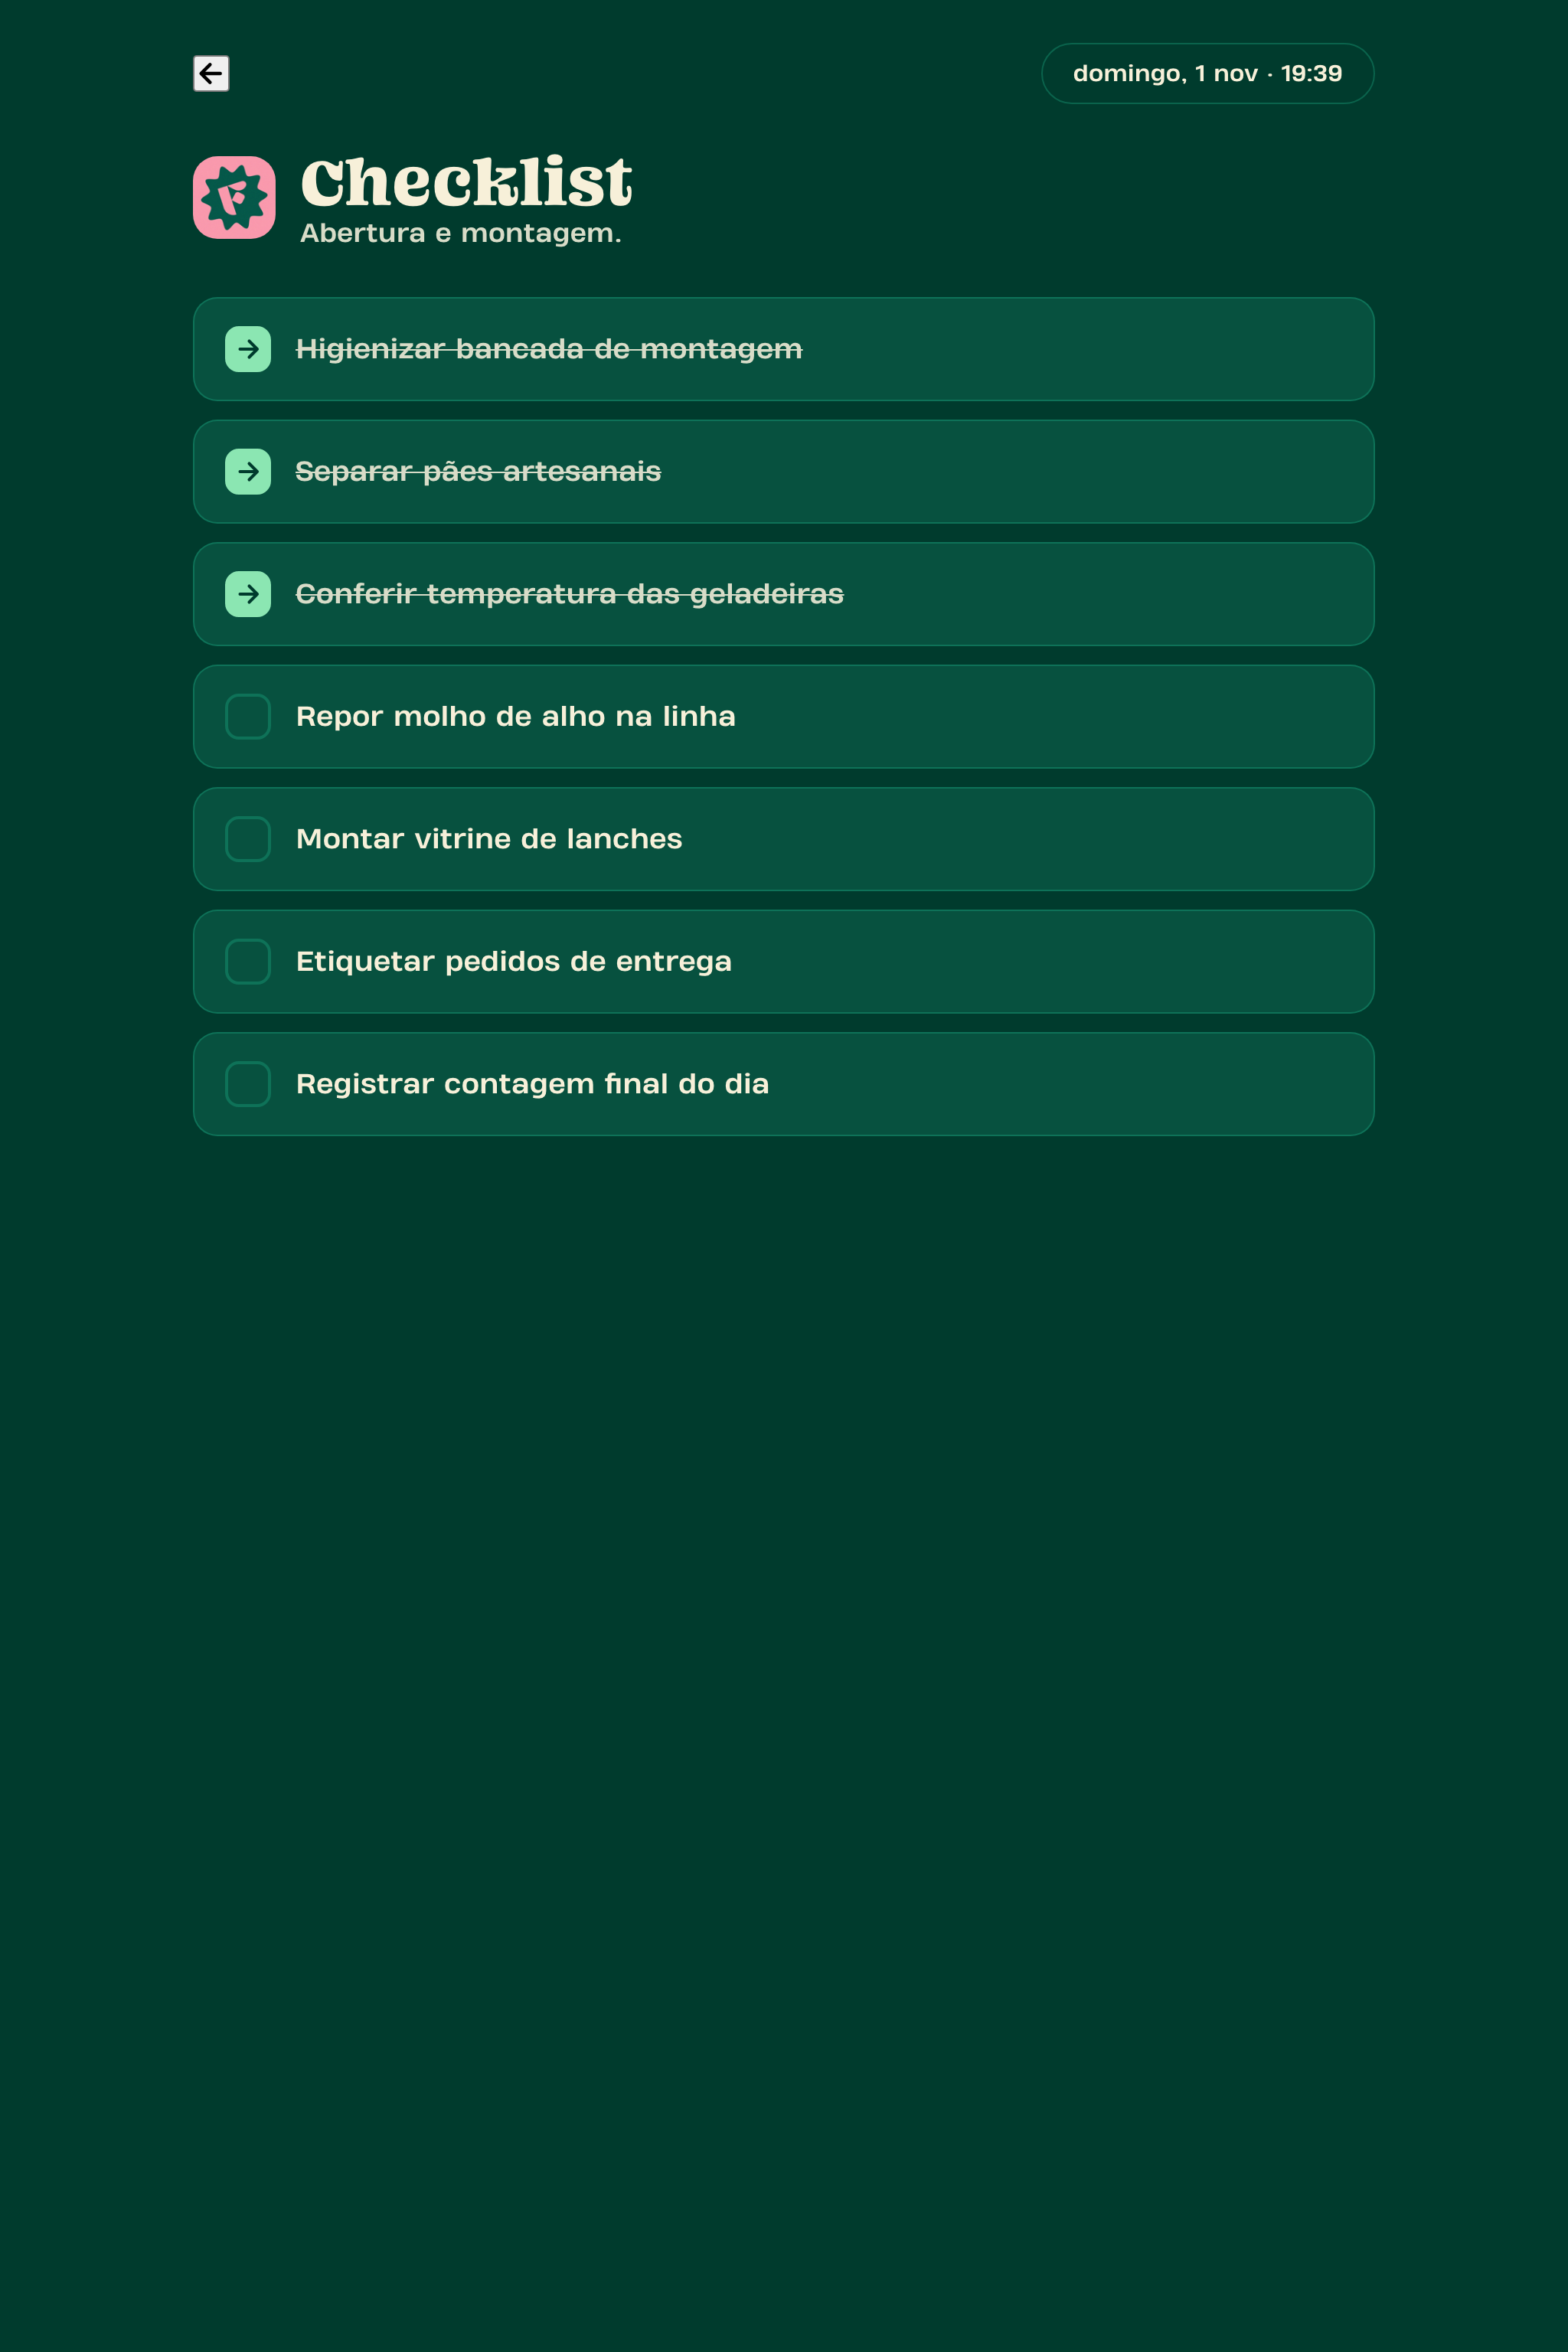 domingo, 1 nov · 19:39
Checklist
Abertura e montagem.
Higienizar bancada de montagem
Separar pães artesanais
Conferir temperatura das geladeiras
Repor molho de alho na linha
Montar vitrine de lanches
Etiquetar pedidos de entrega
Registrar contagem final do dia